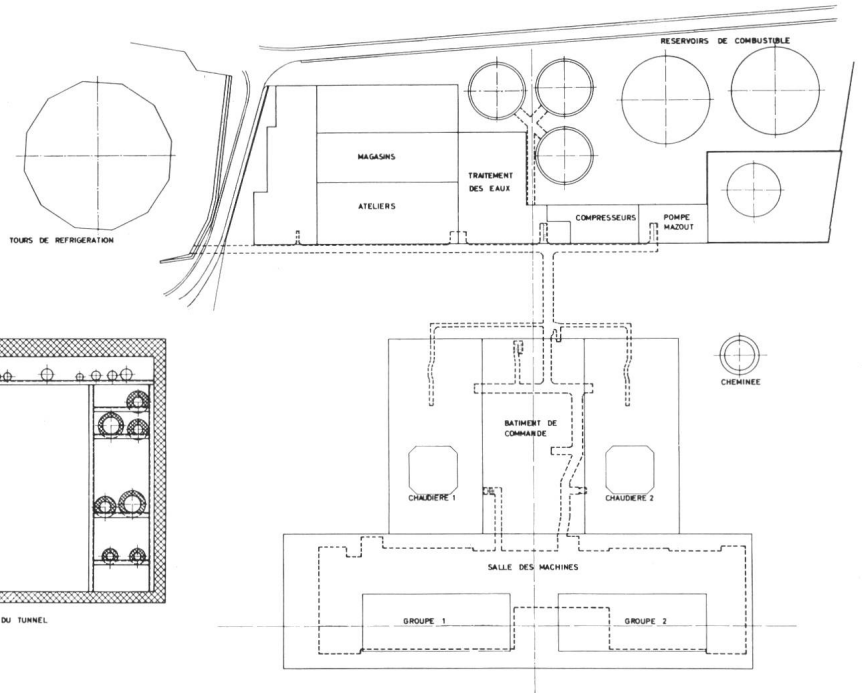 RESERVOIRS DE COMBUSTIBLE
MAGASINS
TRAITEMENT
DES EAUX
ATELIERS
COMPRESSEURS
POMPE
MAZOUT
TOURS DE REFRIGERATION
CHEMINEE
BATIMENT DE
COMMANDE
CHAUDIERE 1
CHAUDIERE 2
SALLE DES MACHINES
GROUPE 1
GROUPE 2
DU TUNNEL